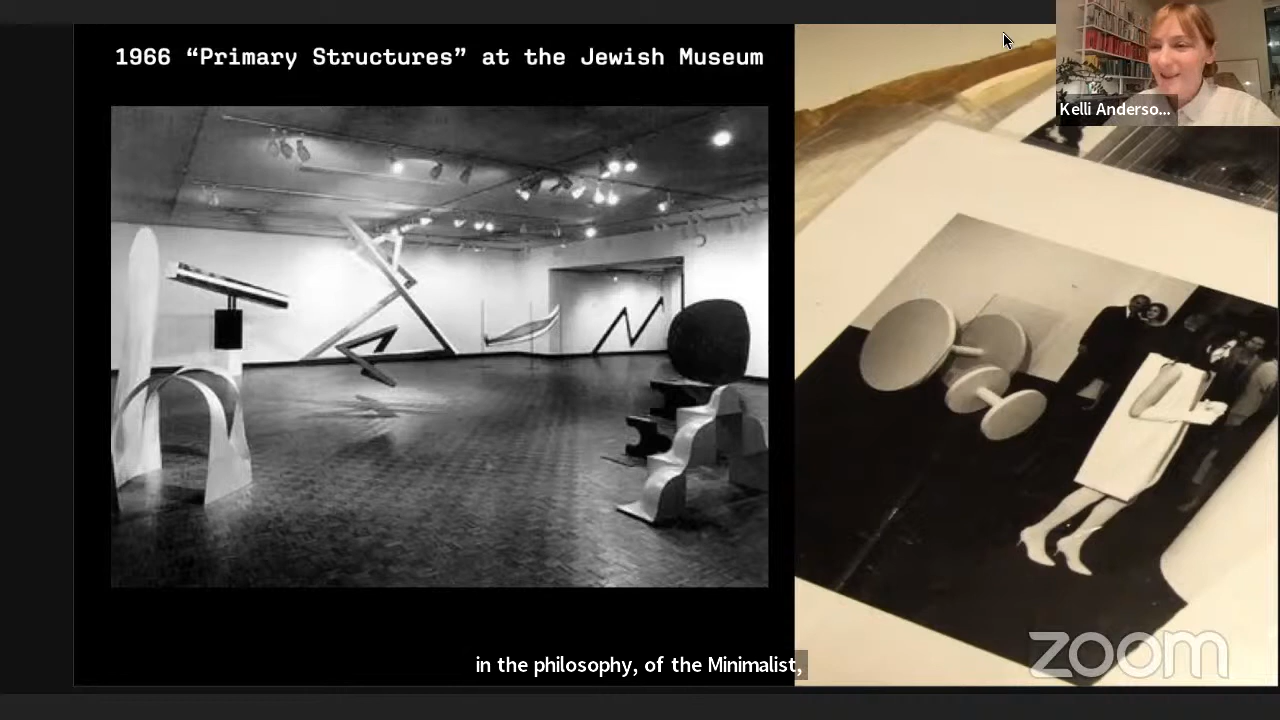 1966 “Primary Structures” at the Jewish Museum
Kelli Anderso...
in the philosophy, of the Minimalist,
zoom